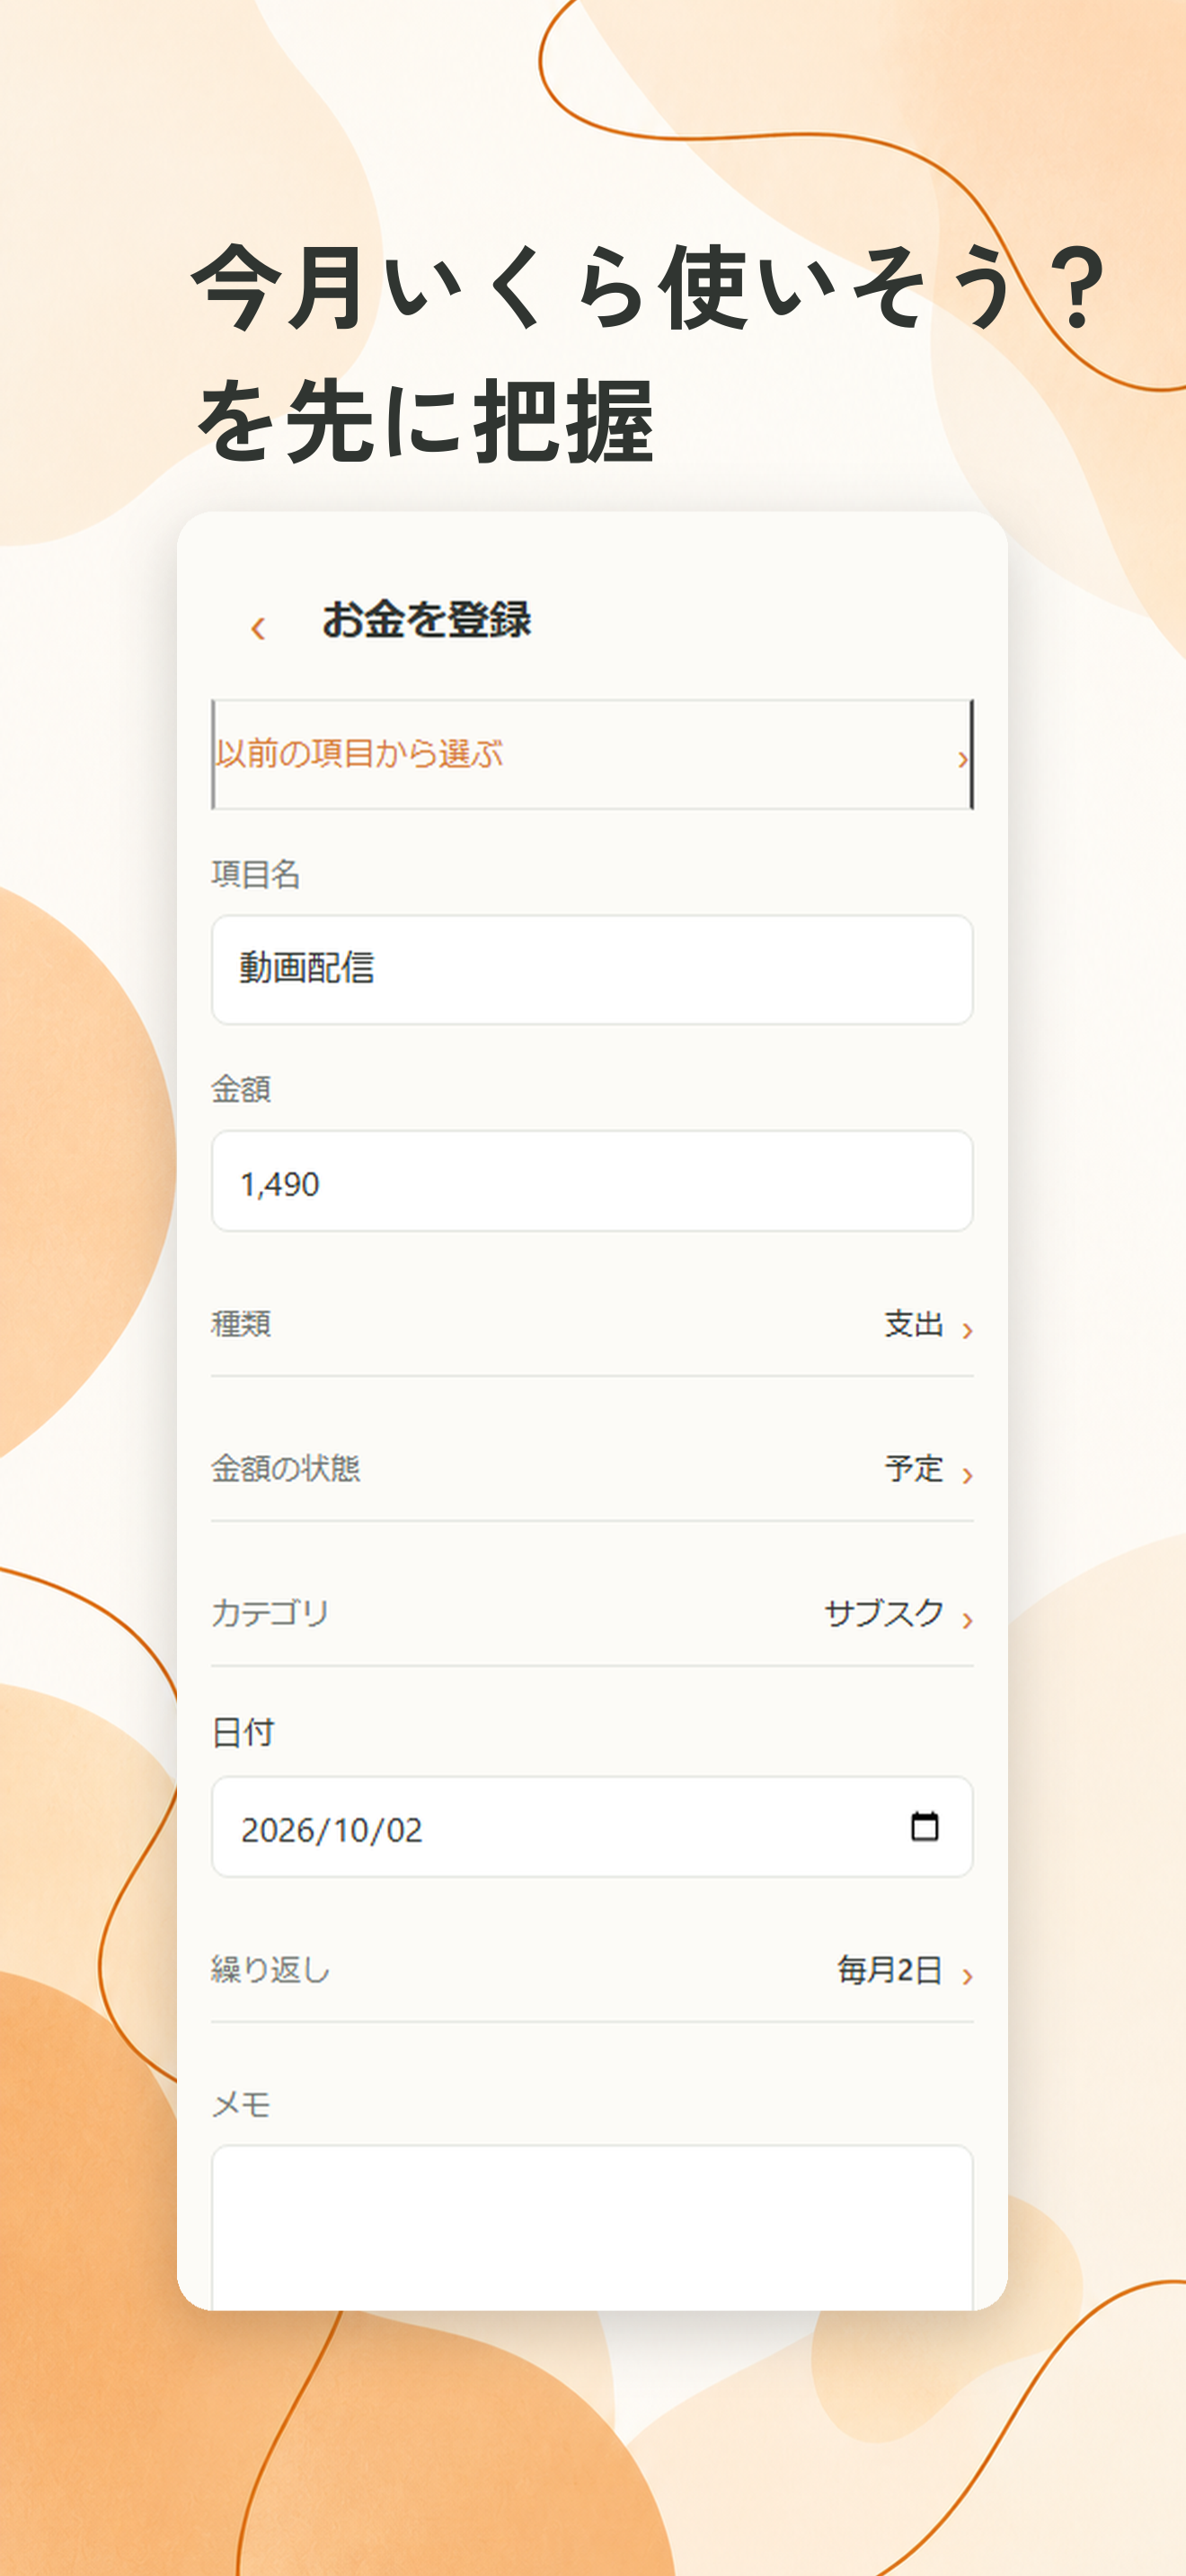 今月いくら使いそう？
を先に把握
‹ お金を登録
以前の項目から選ぶ ›
項目名
動画配信
金額
1,490
種類 支出 ›
金額の状態 予定 ›
カテゴリ サブスク ›
日付
2026/10/02
繰り返し 毎月2日 ›
メモ